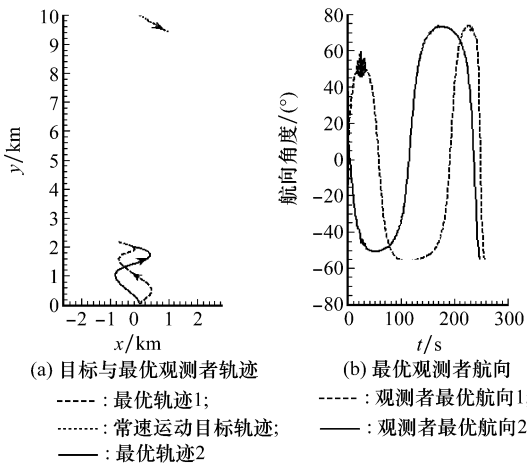 10
9
8
7
6
5
4
3
2
1
0
y/km
-2 -1 0 1 2
x/km
(a) 目标与最优观测者轨迹
: 最优轨迹1;
: 常速运动目标轨迹;
: 最优轨迹2
80
60
40
20
0
-20
-40
-60
-80
航向角度/(°)
0 100 200 300
t/s
(b) 最优观测者航向
: 观测者最优航向1
: 观测者最优航向2